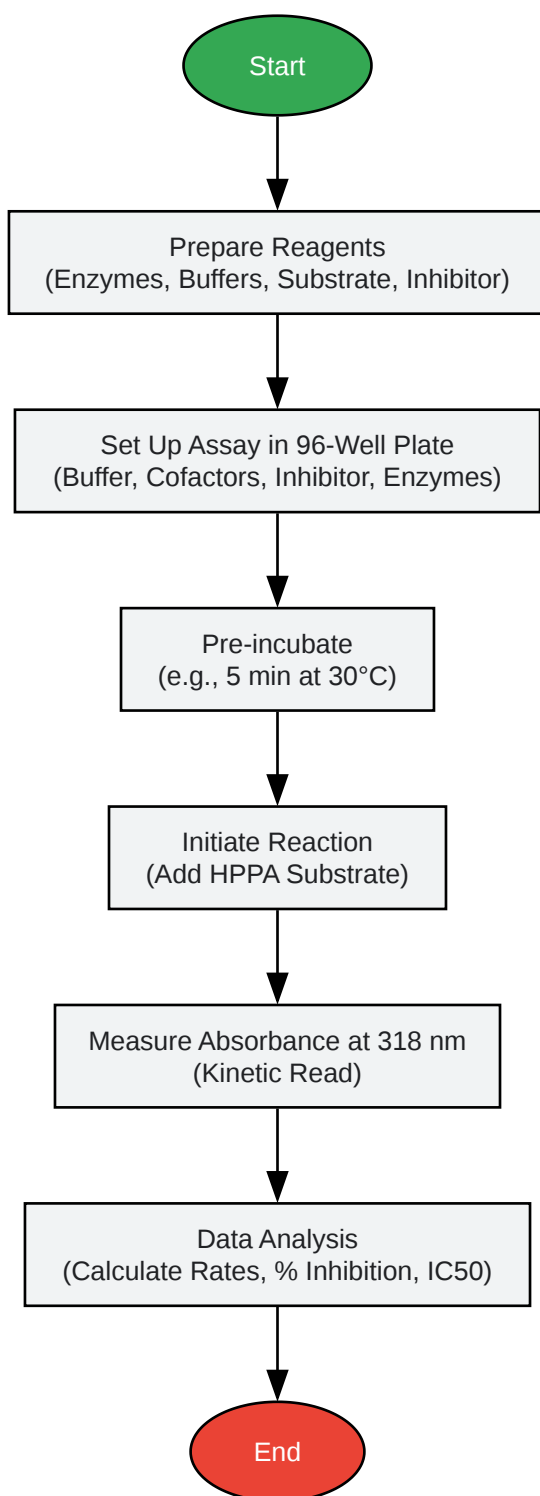 Start
Prepare Reagents
(Enzymes, Buffers, Substrate, Inhibitor)
Set Up Assay in 96-Well Plate
(Buffer, Cofactors, Inhibitor, Enzymes)
Pre-incubate
(e.g., 5 min at 30°C)
Initiate Reaction
(Add HPPA Substrate)
Measure Absorbance at 318 nm
(Kinetic Read)
Data Analysis
(Calculate Rates, % Inhibition, IC50)
End